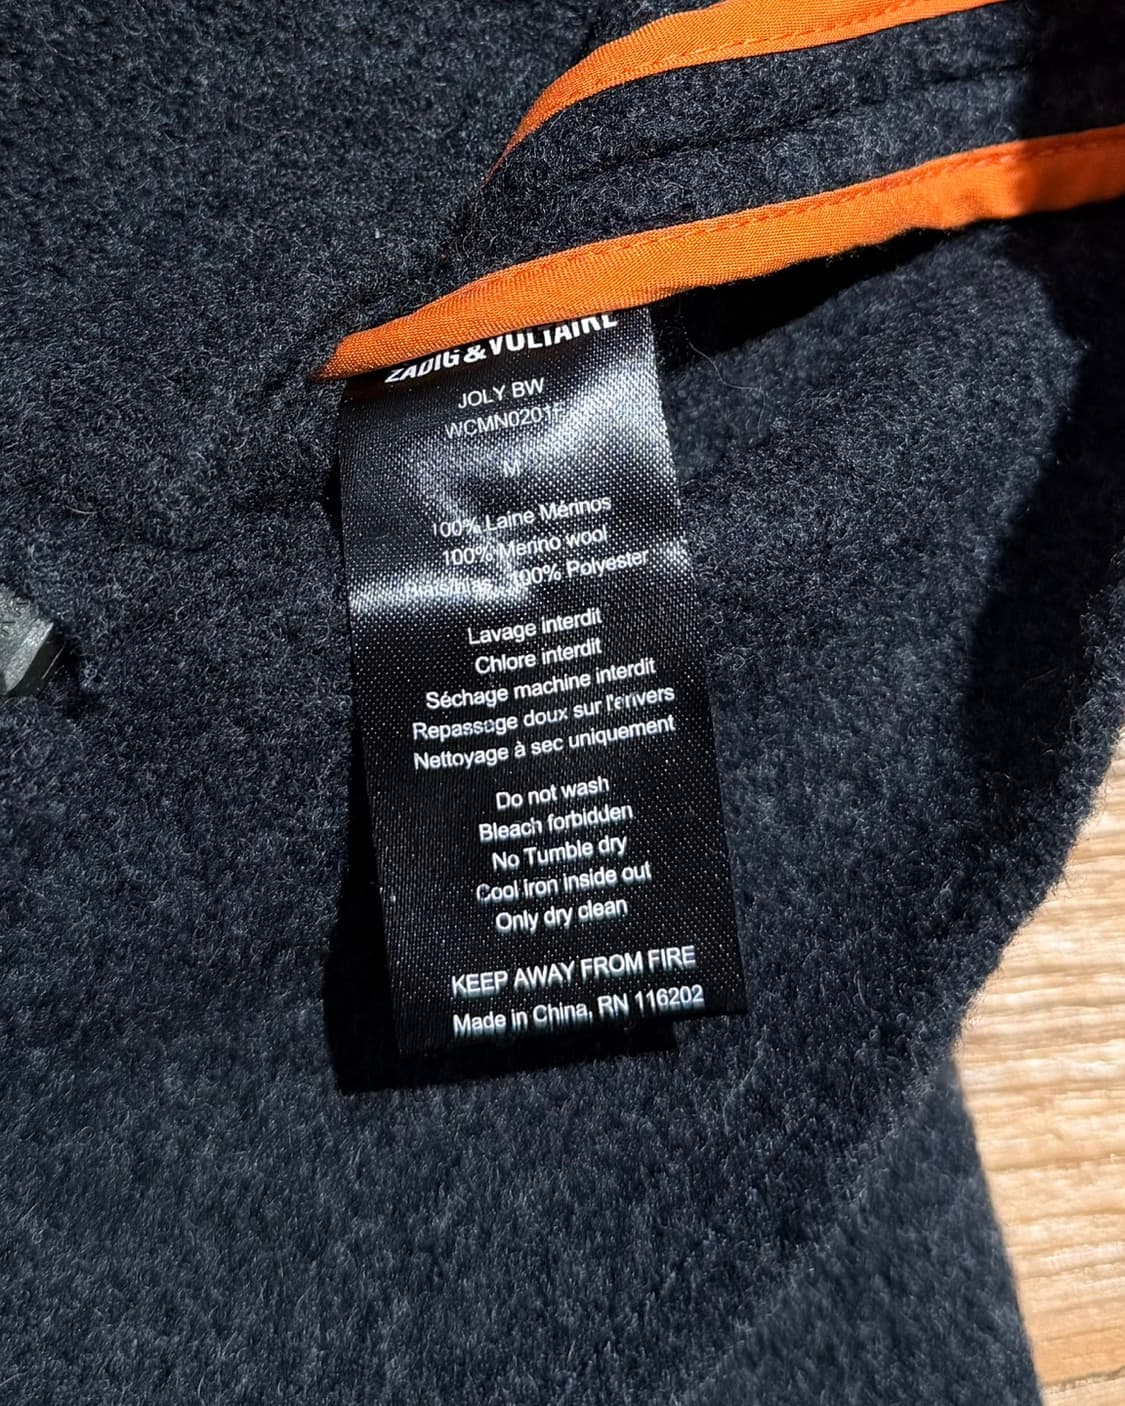 ZADIG & VOLTAIRE
JOLY BW
WCMN0201
M
100% Laine Mérinos
100% Merino wool
100% Polyester
Lavage interdit
Chlore interdit
Séchage machine interdit
Repassage doux sur l'envers
Nettoyage à sec uniquement
Do not wash
Bleach forbidden
No Tumble dry
Cool iron inside out
Only dry clean
KEEP AWAY FROM FIRE
Made in China, RN 116202